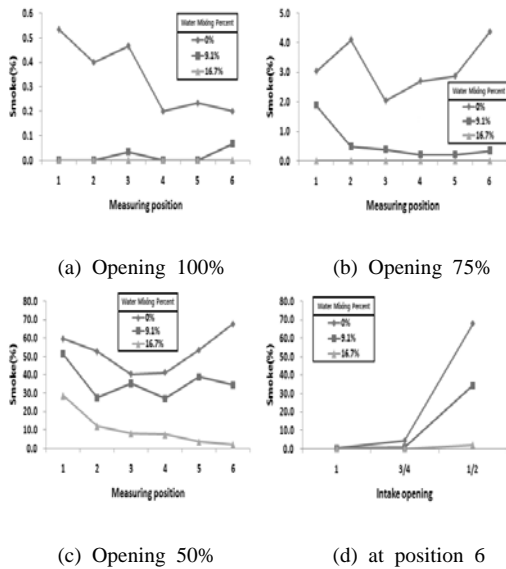 0.6
0.5
0.4
0.3
0.2
0.1
0.0
Smoke(%)
Water Mixing Percent
0%
9.1%
16.7%
1 2 3 4 5 6
Measuring position
(a) Opening 100%
5.0
4.0
3.0
2.0
1.0
0.0
Smoke(%)
Water Mixing Percent
0%
9.1%
16.7%
1 2 3 4 5 6
Measuring position
(b) Opening 75%
80.0
70.0
60.0
50.0
40.0
30.0
20.0
10.0
0.0
Smoke(%)
Water Mixing Percent
0%
9.1%
16.7%
1 2 3 4 5 6
Measuring position
(c) Opening 50%
80.0
70.0
60.0
50.0
40.0
30.0
20.0
10.0
0.0
Smoke(%)
Water Mixing Percent
0%
9.1%
16.7%
1 3/4 1/2
Intake opening
(d) at position 6